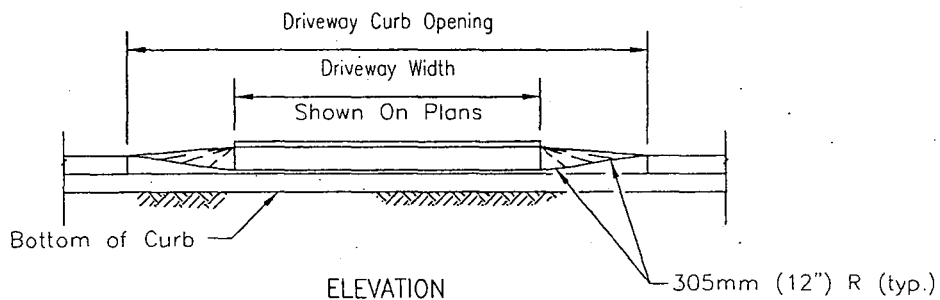 Driveway Curb Opening
Driveway Width
Shown On Plans
Bottom of Curb
305mm (12") R (typ.)
ELEVATION